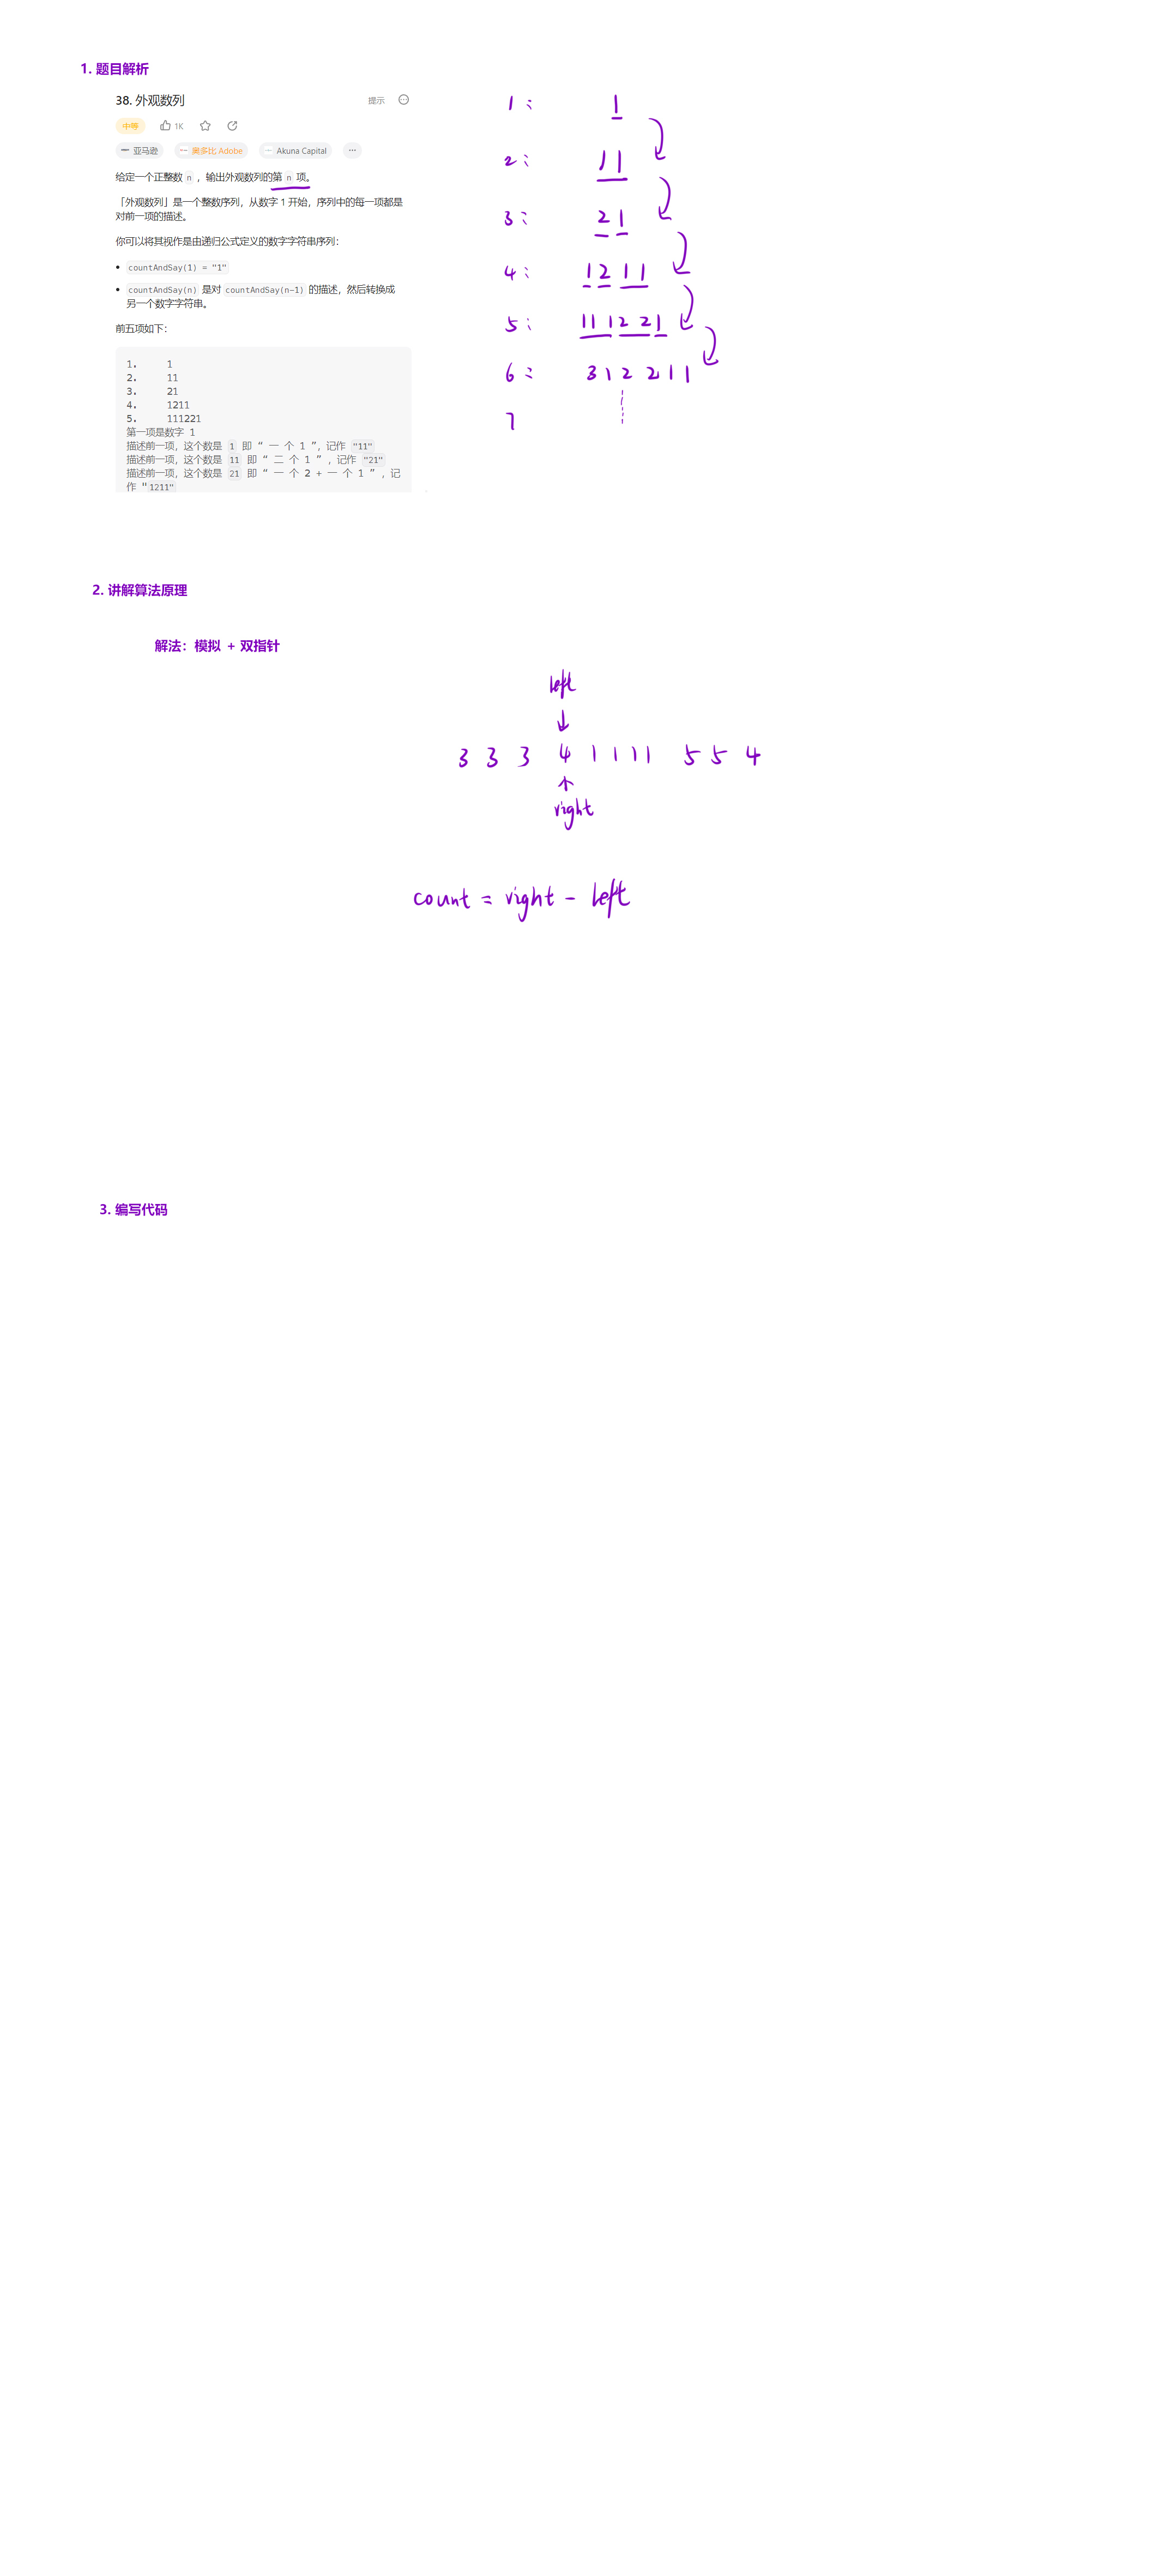 1. 题目解析
38. 外观数列
提示
中等
1K
亚马逊
奥多比 Adobe
Akuna Capital
给定一个正整数 n ，输出外观数列的第 n 项。
「外观数列」是一个整数序列，从数字 1 开始，序列中的每一项都是
对前一项的描述。
你可以将其视作是由递归公式定义的数字字符串序列：
countAndSay(1) = "1"
countAndSay(n) 是对 countAndSay(n-1) 的描述，然后转换成
另一个数字字符串。
前五项如下：
1. 1
2. 11
3. 21
4. 1211
5. 111221
第一项是数字 1
描述前一项，这个数是 1 即 “ 一 个 1 ”，记作 "11"
描述前一项，这个数是 11 即 “ 二 个 1 ” ，记作 "21"
描述前一项，这个数是 21 即 “ 一 个 2 + 一 个 1 ” ，记
作 "1211"
1: 1
2: 11
3: 21
4: 1211
5: 111221
6: 312211
7
2. 讲解算法原理
解法：模拟 + 双指针
left
3 3 3 4 1 1 1 1 5 5 4
right
count = right - left
3. 编写代码